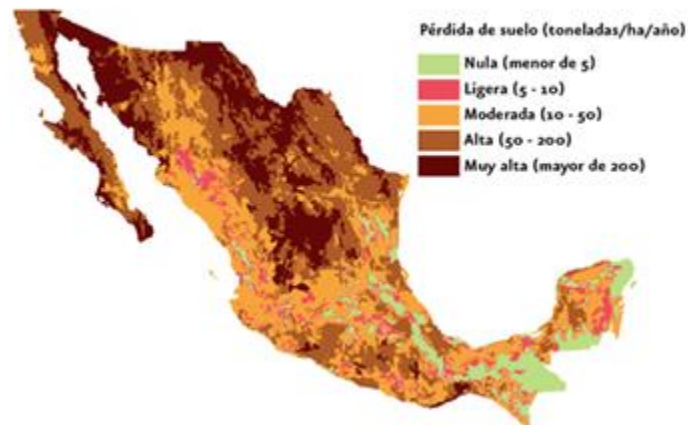 Pérdida de suelo (toneladas/ha/año)
Nula (menor de 5)
Ligera (5 - 10)
Moderada (10 - 50)
Alta (50 - 200)
Muy alta (mayor de 200)